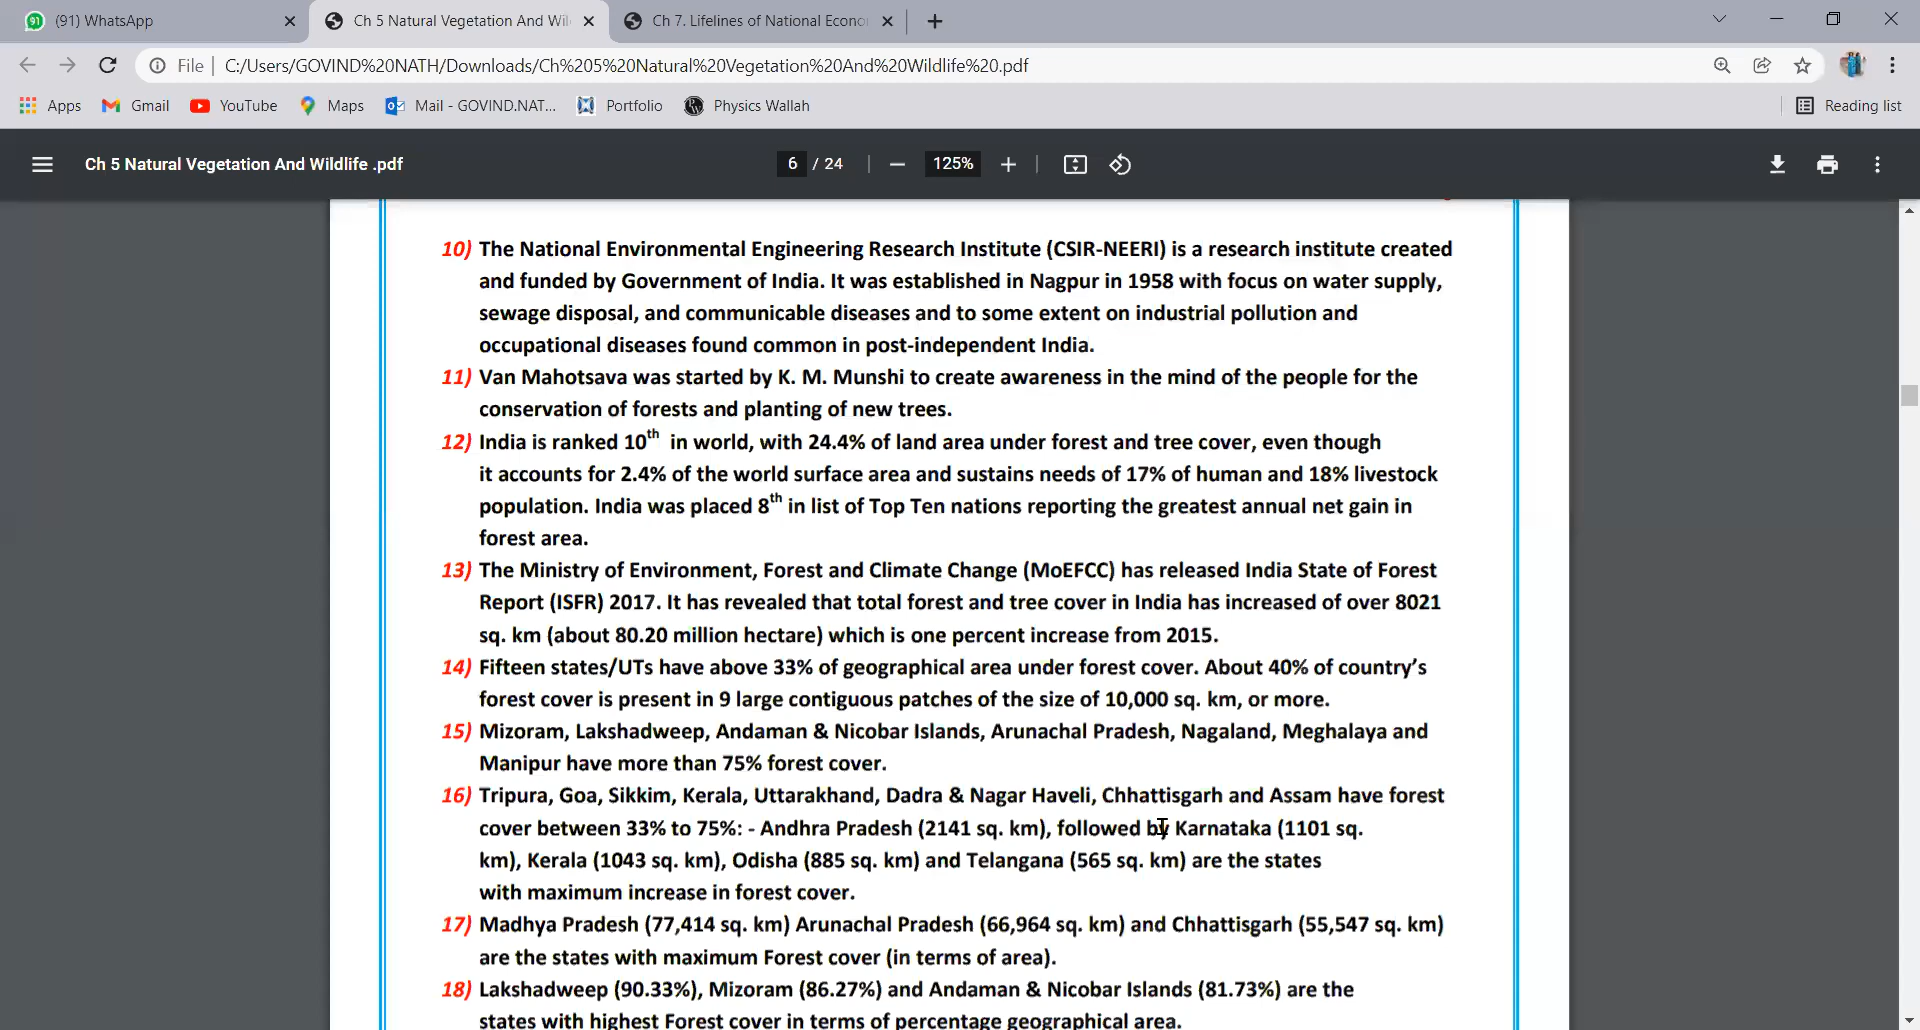 91
(91) WhatsApp
Ch 5 Natural Vegetation And Wil
Ch 7. Lifelines of National Econo
File | C:/Users/GOVIND%20NATH/Downloads/Ch%205%20Natural%20Vegetation%20And%20Wildlife%20.pdf
Apps Gmail YouTube Maps Mail - GOVIND.NAT... Portfolio Physics Wallah Reading list
Ch 5 Natural Vegetation And Wildlife .pdf 6 / 24 125%
10) The National Environmental Engineering Research Institute (CSIR-NEERI) is a research institute created
and funded by Government of India. It was established in Nagpur in 1958 with focus on water supply,
sewage disposal, and communicable diseases and to some extent on industrial pollution and
occupational diseases found common in post-independent India.
11) Van Mahotsava was started by K. M. Munshi to create awareness in the mind of the people for the
conservation of forests and planting of new trees.
12) India is ranked 10th in world, with 24.4% of land area under forest and tree cover, even though
it accounts for 2.4% of the world surface area and sustains needs of 17% of human and 18% livestock
population. India was placed 8th in list of Top Ten nations reporting the greatest annual net gain in
forest area.
13) The Ministry of Environment, Forest and Climate Change (MoEFCC) has released India State of Forest
Report (ISFR) 2017. It has revealed that total forest and tree cover in India has increased of over 8021
sq. km (about 80.20 million hectare) which is one percent increase from 2015.
14) Fifteen states/UTs have above 33% of geographical area under forest cover. About 40% of country's
forest cover is present in 9 large contiguous patches of the size of 10,000 sq. km, or more.
15) Mizoram, Lakshadweep, Andaman & Nicobar Islands, Arunachal Pradesh, Nagaland, Meghalaya and
Manipur have more than 75% forest cover.
16) Tripura, Goa, Sikkim, Kerala, Uttarakhand, Dadra & Nagar Haveli, Chhattisgarh and Assam have forest
cover between 33% to 75%: - Andhra Pradesh (2141 sq. km), followed by Karnataka (1101 sq.
km), Kerala (1043 sq. km), Odisha (885 sq. km) and Telangana (565 sq. km) are the states
with maximum increase in forest cover.
17) Madhya Pradesh (77,414 sq. km) Arunachal Pradesh (66,964 sq. km) and Chhattisgarh (55,547 sq. km)
are the states with maximum Forest cover (in terms of area).
18) Lakshadweep (90.33%), Mizoram (86.27%) and Andaman & Nicobar Islands (81.73%) are the
states with highest Forest cover in terms of percentage geographical area.